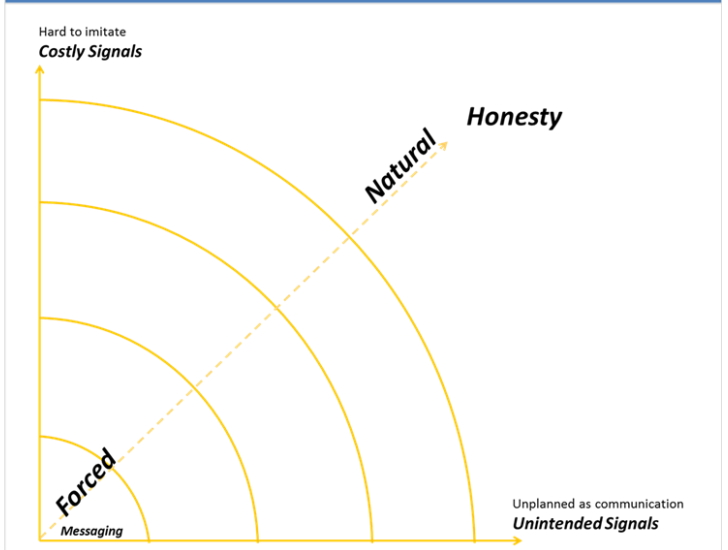 Hard to imitate
Costly Signals
Honesty
Natural
Forced
Messaging
Unplanned as communication
Unintended Signals